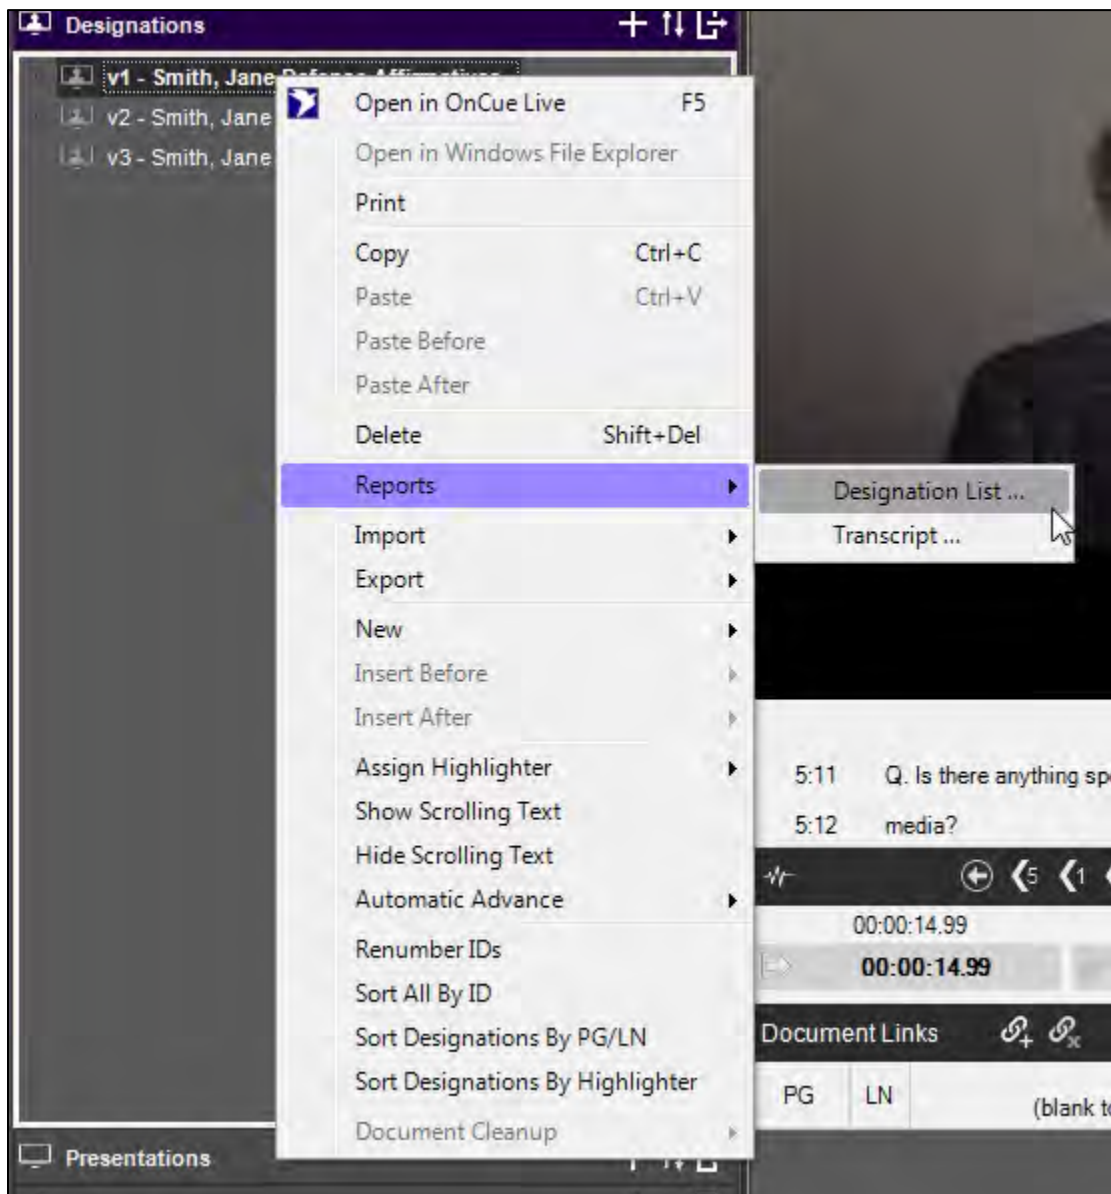 Designations
v1 - Smith, Jane Defense Affirmatives
v2 - Smith, Jane
v3 - Smith, Jane
Open in OnCue Live F5
Open in Windows File Explorer
Print
Copy Ctrl+C
Paste Ctrl+V
Paste Before
Paste After
Delete Shift+Del
Reports
Designation List ...
Import
Transcript ...
Export
New
Insert Before
Insert After
Assign Highlighter
5:11 Q. Is there anything
Show Scrolling Text
5:12 media?
Hide Scrolling Text
5 1
Automatic Advance
00:00:14.99
Renumber IDs
00:00:14.99
Sort All By ID
Sort Designations By PG/LN
Document Links
Sort Designations By Highlighter
PG LN
(blank
Document Cleanup
Presentations